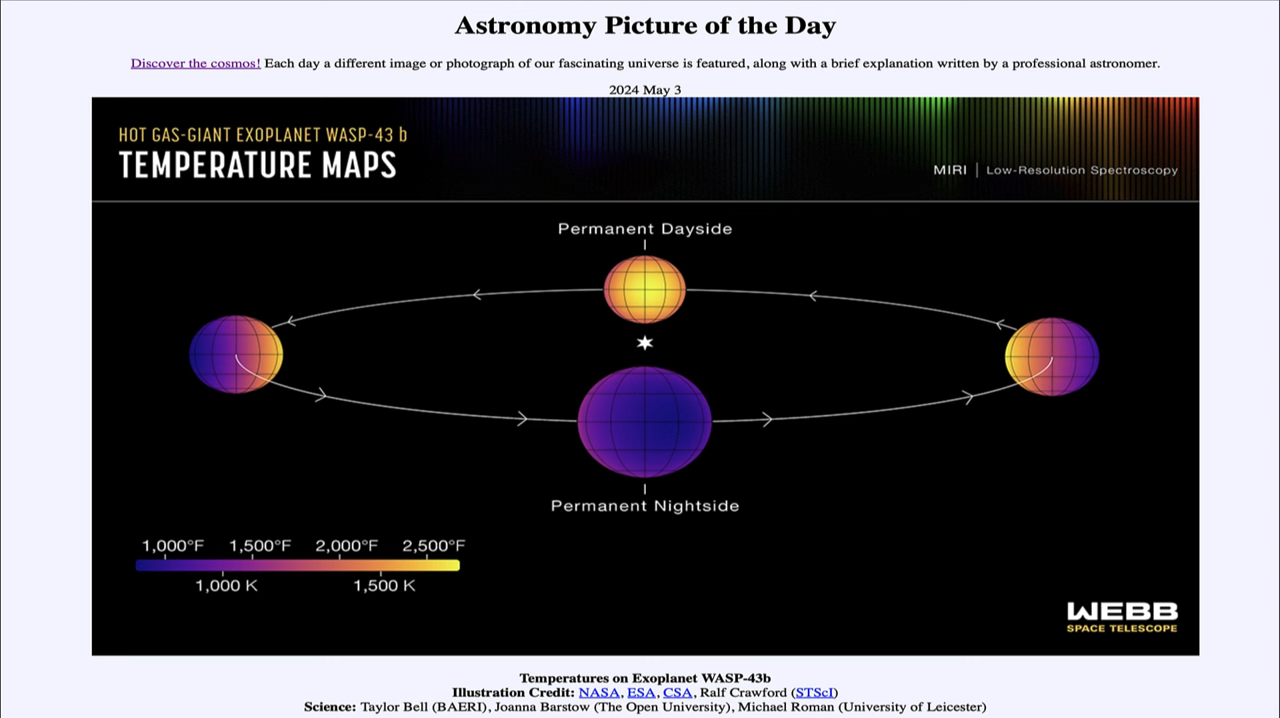 Astronomy Picture of the Day
Discover the cosmos! Each day a different image or photograph of our fascinating universe is featured, along with a brief explanation written by a professional astronomer.
2024 May 3
HOT GAS-GIANT EXOPLANET WASP-43 b
TEMPERATURE MAPS
MIRI | Low-Resolution Spectroscopy
Permanent Dayside
Permanent Nightside
1,000°F 1,500°F 2,000°F 2,500°F
1,000 K 1,500 K
WEBB
SPACE TELESCOPE
Temperatures on Exoplanet WASP-43b
Illustration Credit: NASA, ESA, CSA, Ralf Crawford (STScI)
Science: Taylor Bell (BAERI), Joanna Barstow (The Open University), Michael Roman (University of Leicester)